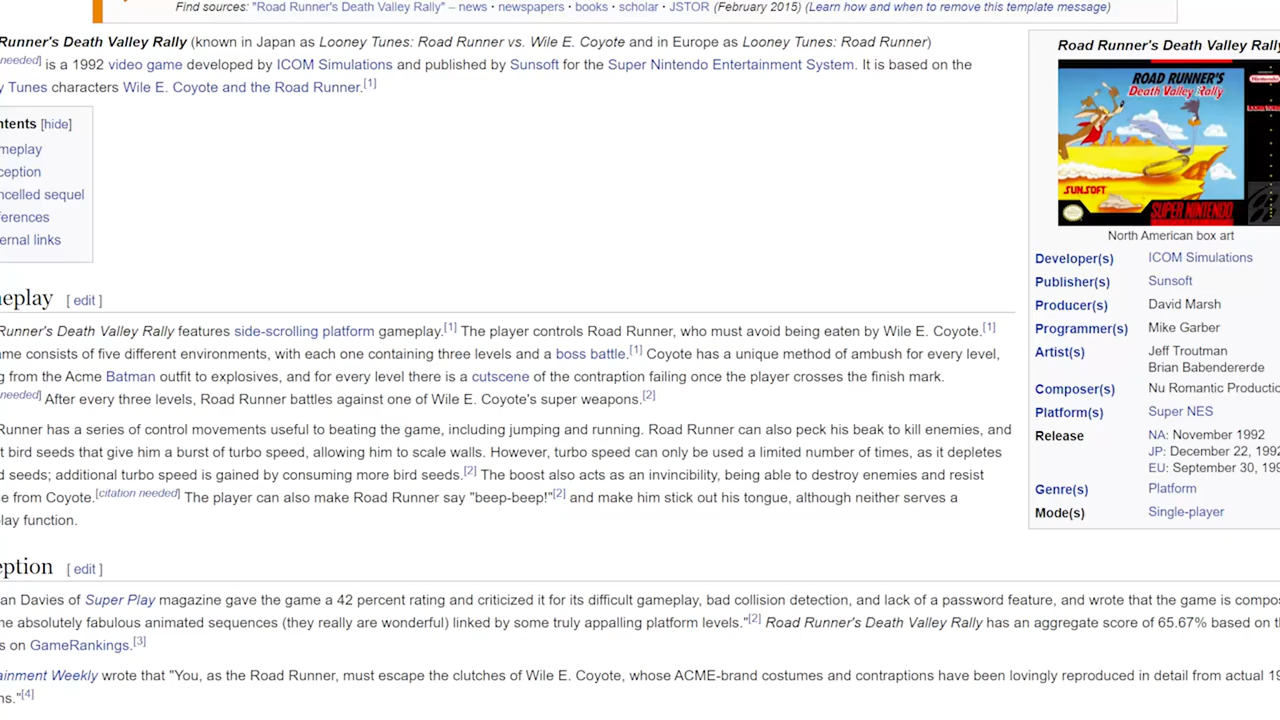 Find sources: "Road Runner's Death Valley Rally" – news · newspapers · books · scholar · JSTOR (February 2015) (Learn how and when to remove this template message)
Runner's Death Valley Rally (known in Japan as Looney Tunes: Road Runner vs. Wile E. Coyote and in Europe as Looney Tunes: Road Runner)
needed] is a 1992 video game developed by ICOM Simulations and published by Sunsoft for the Super Nintendo Entertainment System. It is based on the
y Tunes characters Wile E. Coyote and the Road Runner.[1]
ntents [hide]
meplay
ception
ncelled sequel
ferences
ernal links
eplay [ edit ]
Runner's Death Valley Rally features side-scrolling platform gameplay.[1] The player controls Road Runner, who must avoid being eaten by Wile E. Coyote.[1]
me consists of five different environments, with each one containing three levels and a boss battle.[1] Coyote has a unique method of ambush for every level,
g from the Acme Batman outfit to explosives, and for every level there is a cutscene of the contraption failing once the player crosses the finish mark.
needed] After every three levels, Road Runner battles against one of Wile E. Coyote's super weapons.[2]
Runner has a series of control movements useful to beating the game, including jumping and running. Road Runner can also peck his beak to kill enemies, and
t bird seeds that give him a burst of turbo speed, allowing him to scale walls. However, turbo speed can only be used a limited number of times, as it depletes
d seeds; additional turbo speed is gained by consuming more bird seeds.[2] The boost also acts as an invincibility, being able to destroy enemies and resist
e from Coyote.[citation needed] The player can also make Road Runner say "beep-beep!"[2] and make him stick out his tongue, although neither serves a
lay function.
eption [ edit ]
an Davies of Super Play magazine gave the game a 42 percent rating and criticized it for its difficult gameplay, bad collision detection, and lack of a password feature, and wrote that the game is compos
ne absolutely fabulous animated sequences (they really are wonderful) linked by some truly appalling platform levels."[2] Road Runner's Death Valley Rally has an aggregate score of 65.67% based on th
s on GameRankings.[3]
ainment Weekly wrote that "You, as the Road Runner, must escape the clutches of Wile E. Coyote, whose ACME-brand costumes and contraptions have been lovingly reproduced in detail from actual 19
ns."[4]
Road Runner's Death Valley Rally
ROAD RUNNER'S
Death Valley Rally
Nintendo
SUNSOFT
SUPER NINTENDO
North American box art
Developer(s) ICOM Simulations
Publisher(s) Sunsoft
Producer(s) David Marsh
Programmer(s) Mike Garber
Artist(s) Jeff Troutman
Brian Babendererde
Composer(s) Nu Romantic Productio
Platform(s) Super NES
Release NA: November 1992
JP: December 22, 1992
EU: September 30, 199
Genre(s) Platform
Mode(s) Single-player